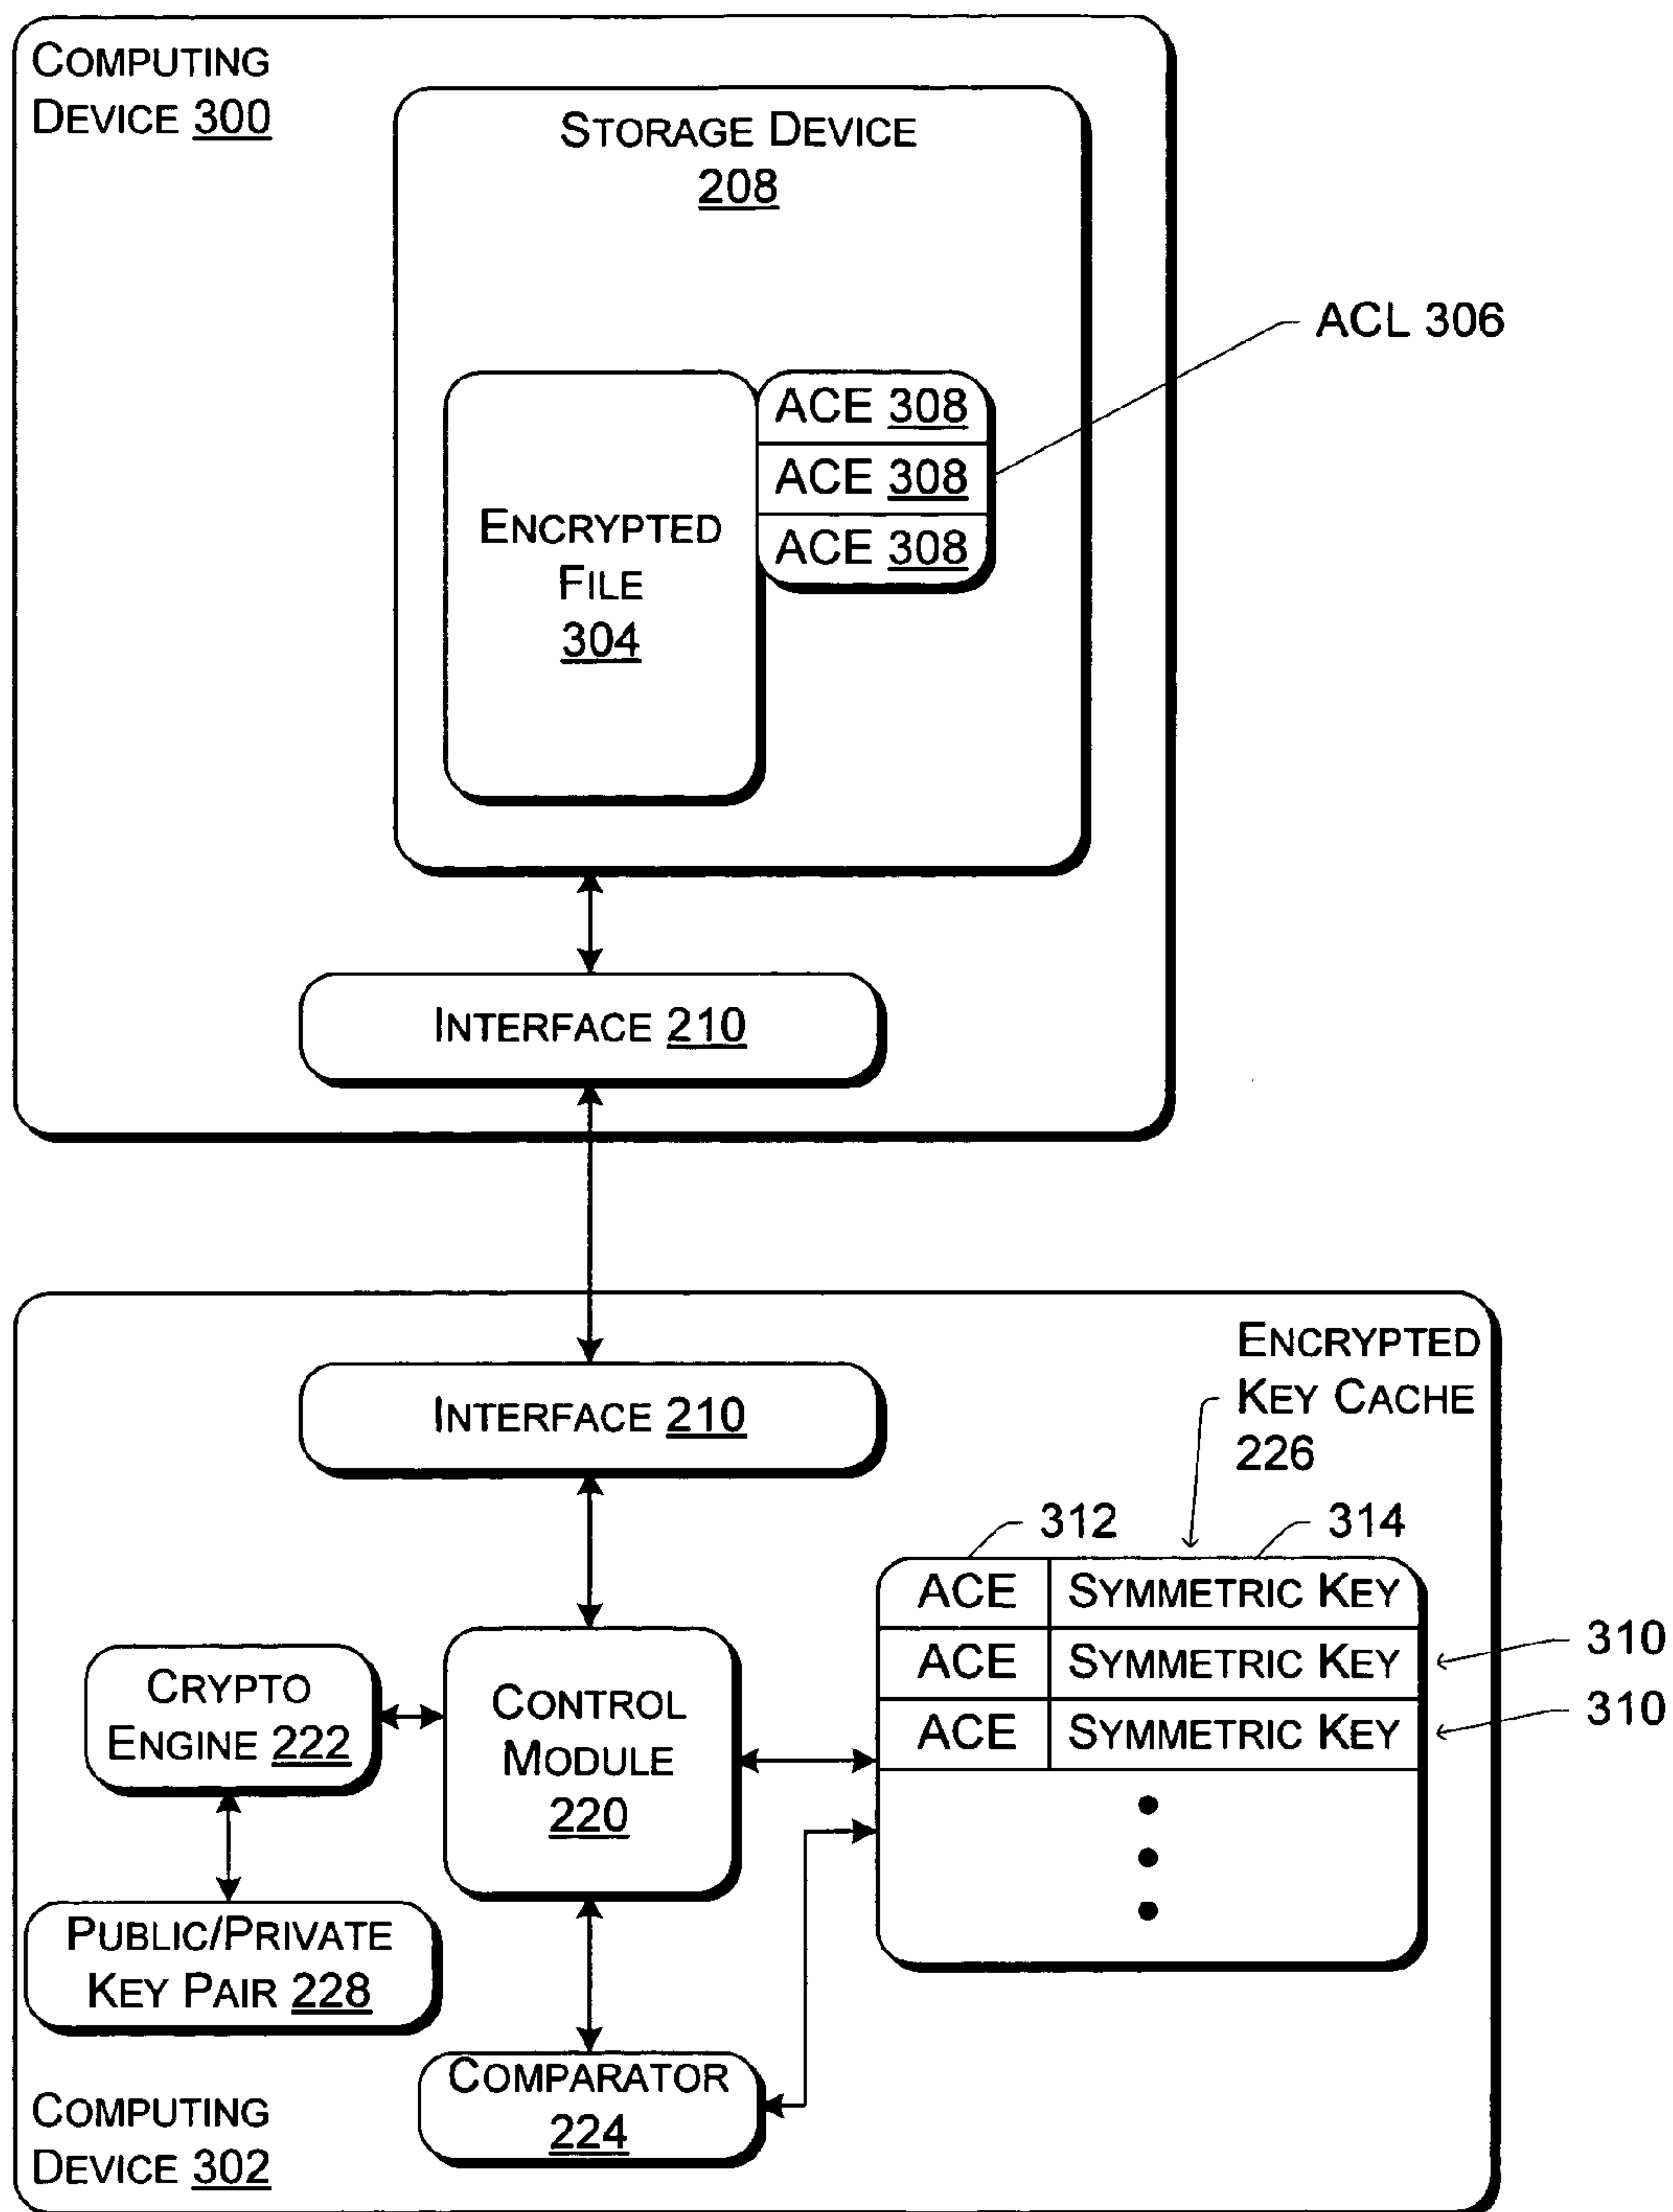 COMPUTING
DEVICE 300
STORAGE DEVICE
208
ACL 306
ACE 308
ACE 308
ACE 308
ENCRYPTED
FILE
304
INTERFACE 210
INTERFACE 210
ENCRYPTED
KEY CACHE
226
312
314
ACE SYMMETRIC KEY
ACE SYMMETRIC KEY
310
ACE SYMMETRIC KEY
310
CRYPTO
ENGINE 222
CONTROL
MODULE
220
PUBLIC/PRIVATE
KEY PAIR 228
COMPARATOR
224
COMPUTING
DEVICE 302